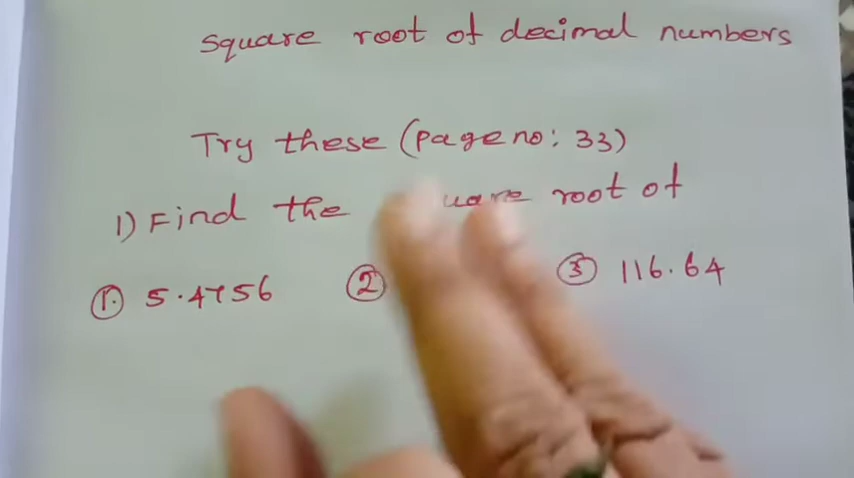 Square root of decimal numbers
Try these (page no: 33)
1) Find the root of
1. 5.4756 2 3 116.64